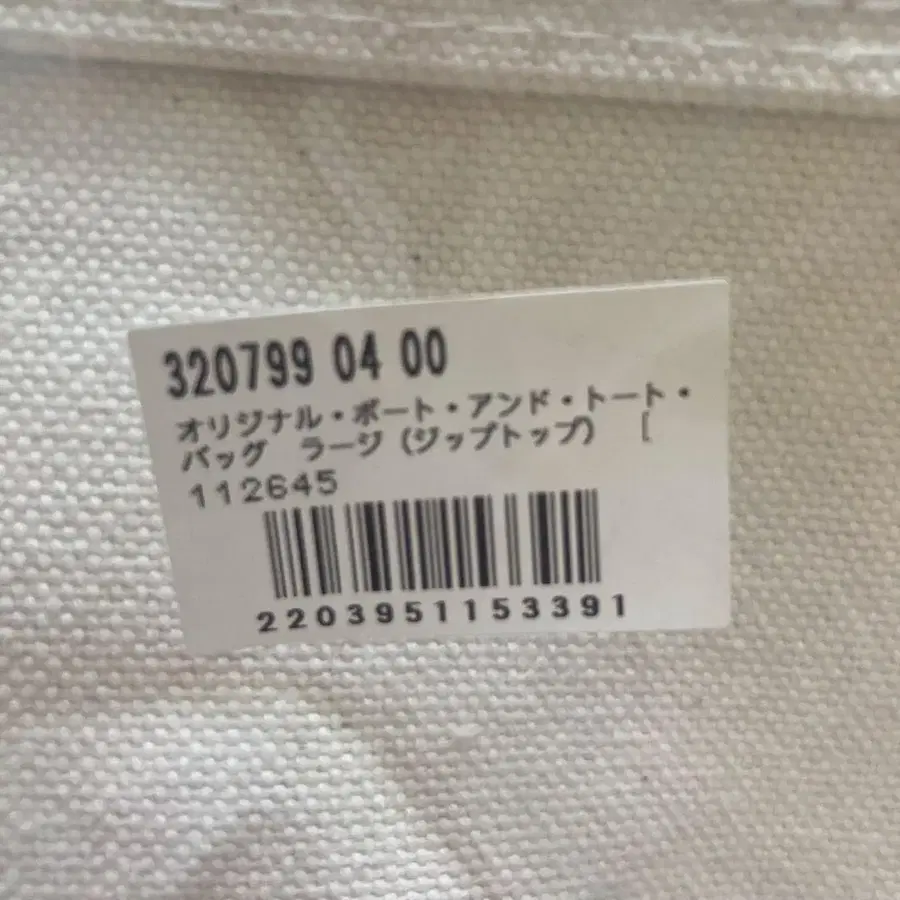 320799 04 00
オリジナル・ボート・アンド・トート・
バッグ ラージ (ジップトップ) [
112645
2203951153391